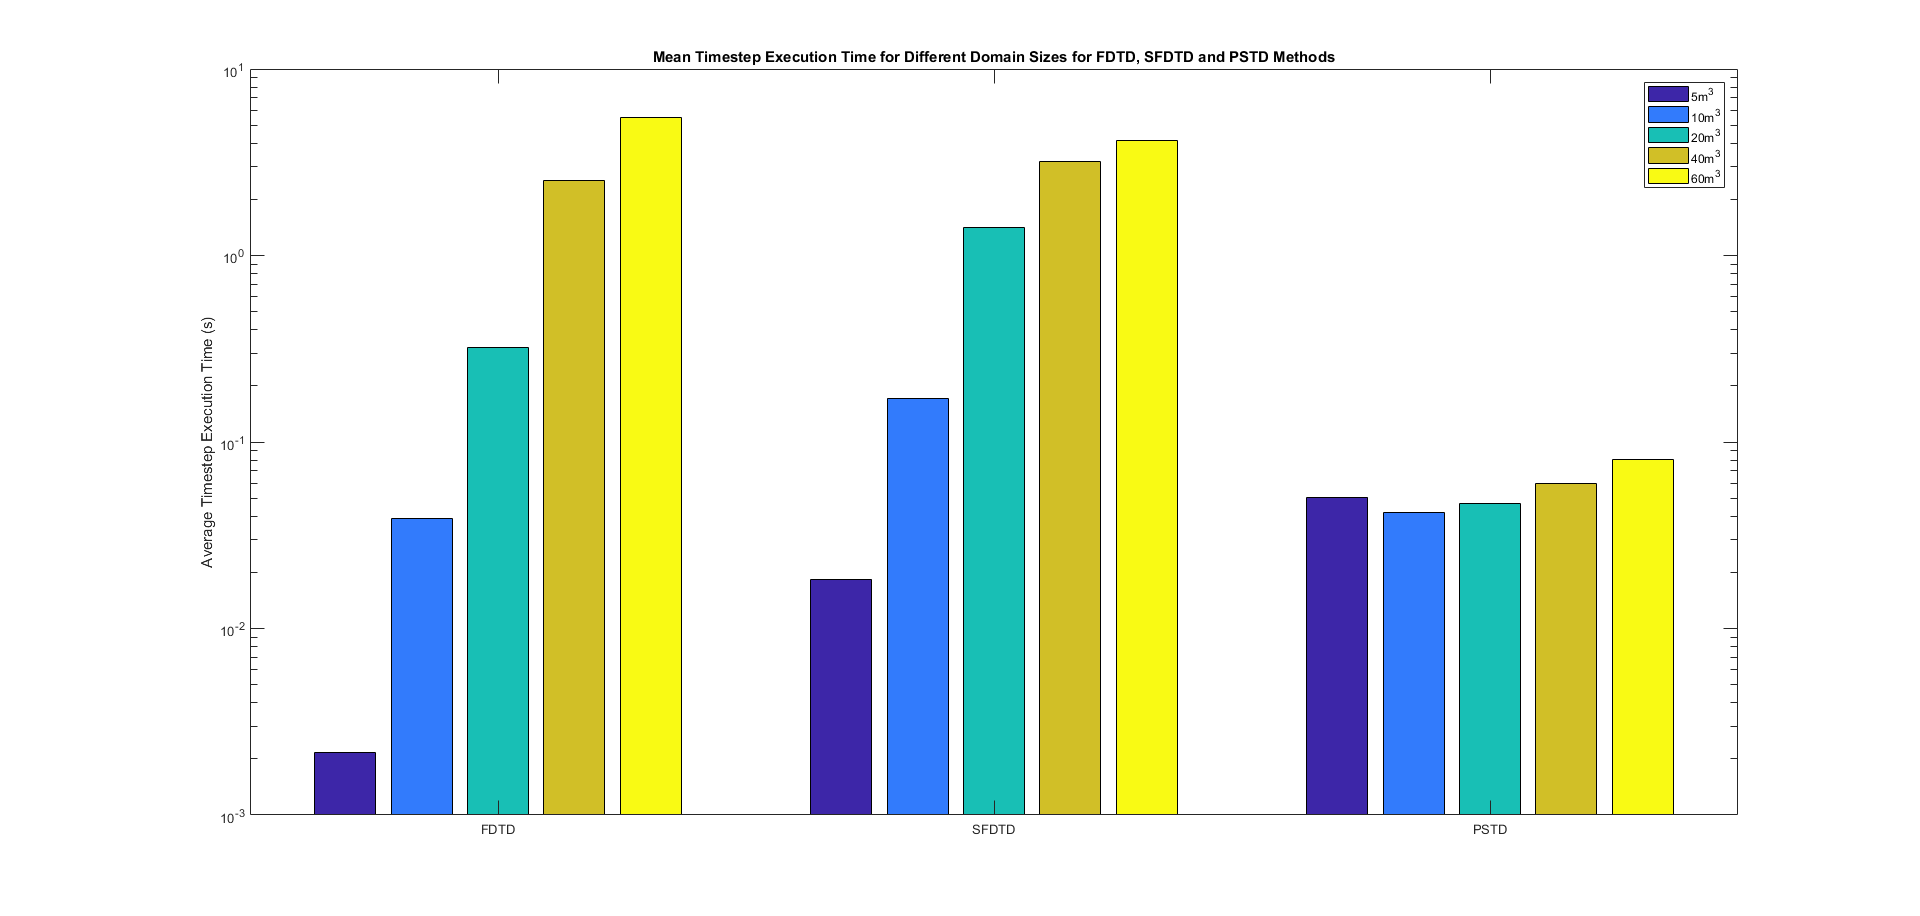 Mean Timestep Execution Time for Different Domain Sizes for FDTD, SFDTD and PSTD Methods
10^1
10^0
10^-1
10^-2
10^-3
Average Timestep Execution Time (s)
5m^3
10m^3
20m^3
40m^3
60m^3
FDTD
SFDTD
PSTD